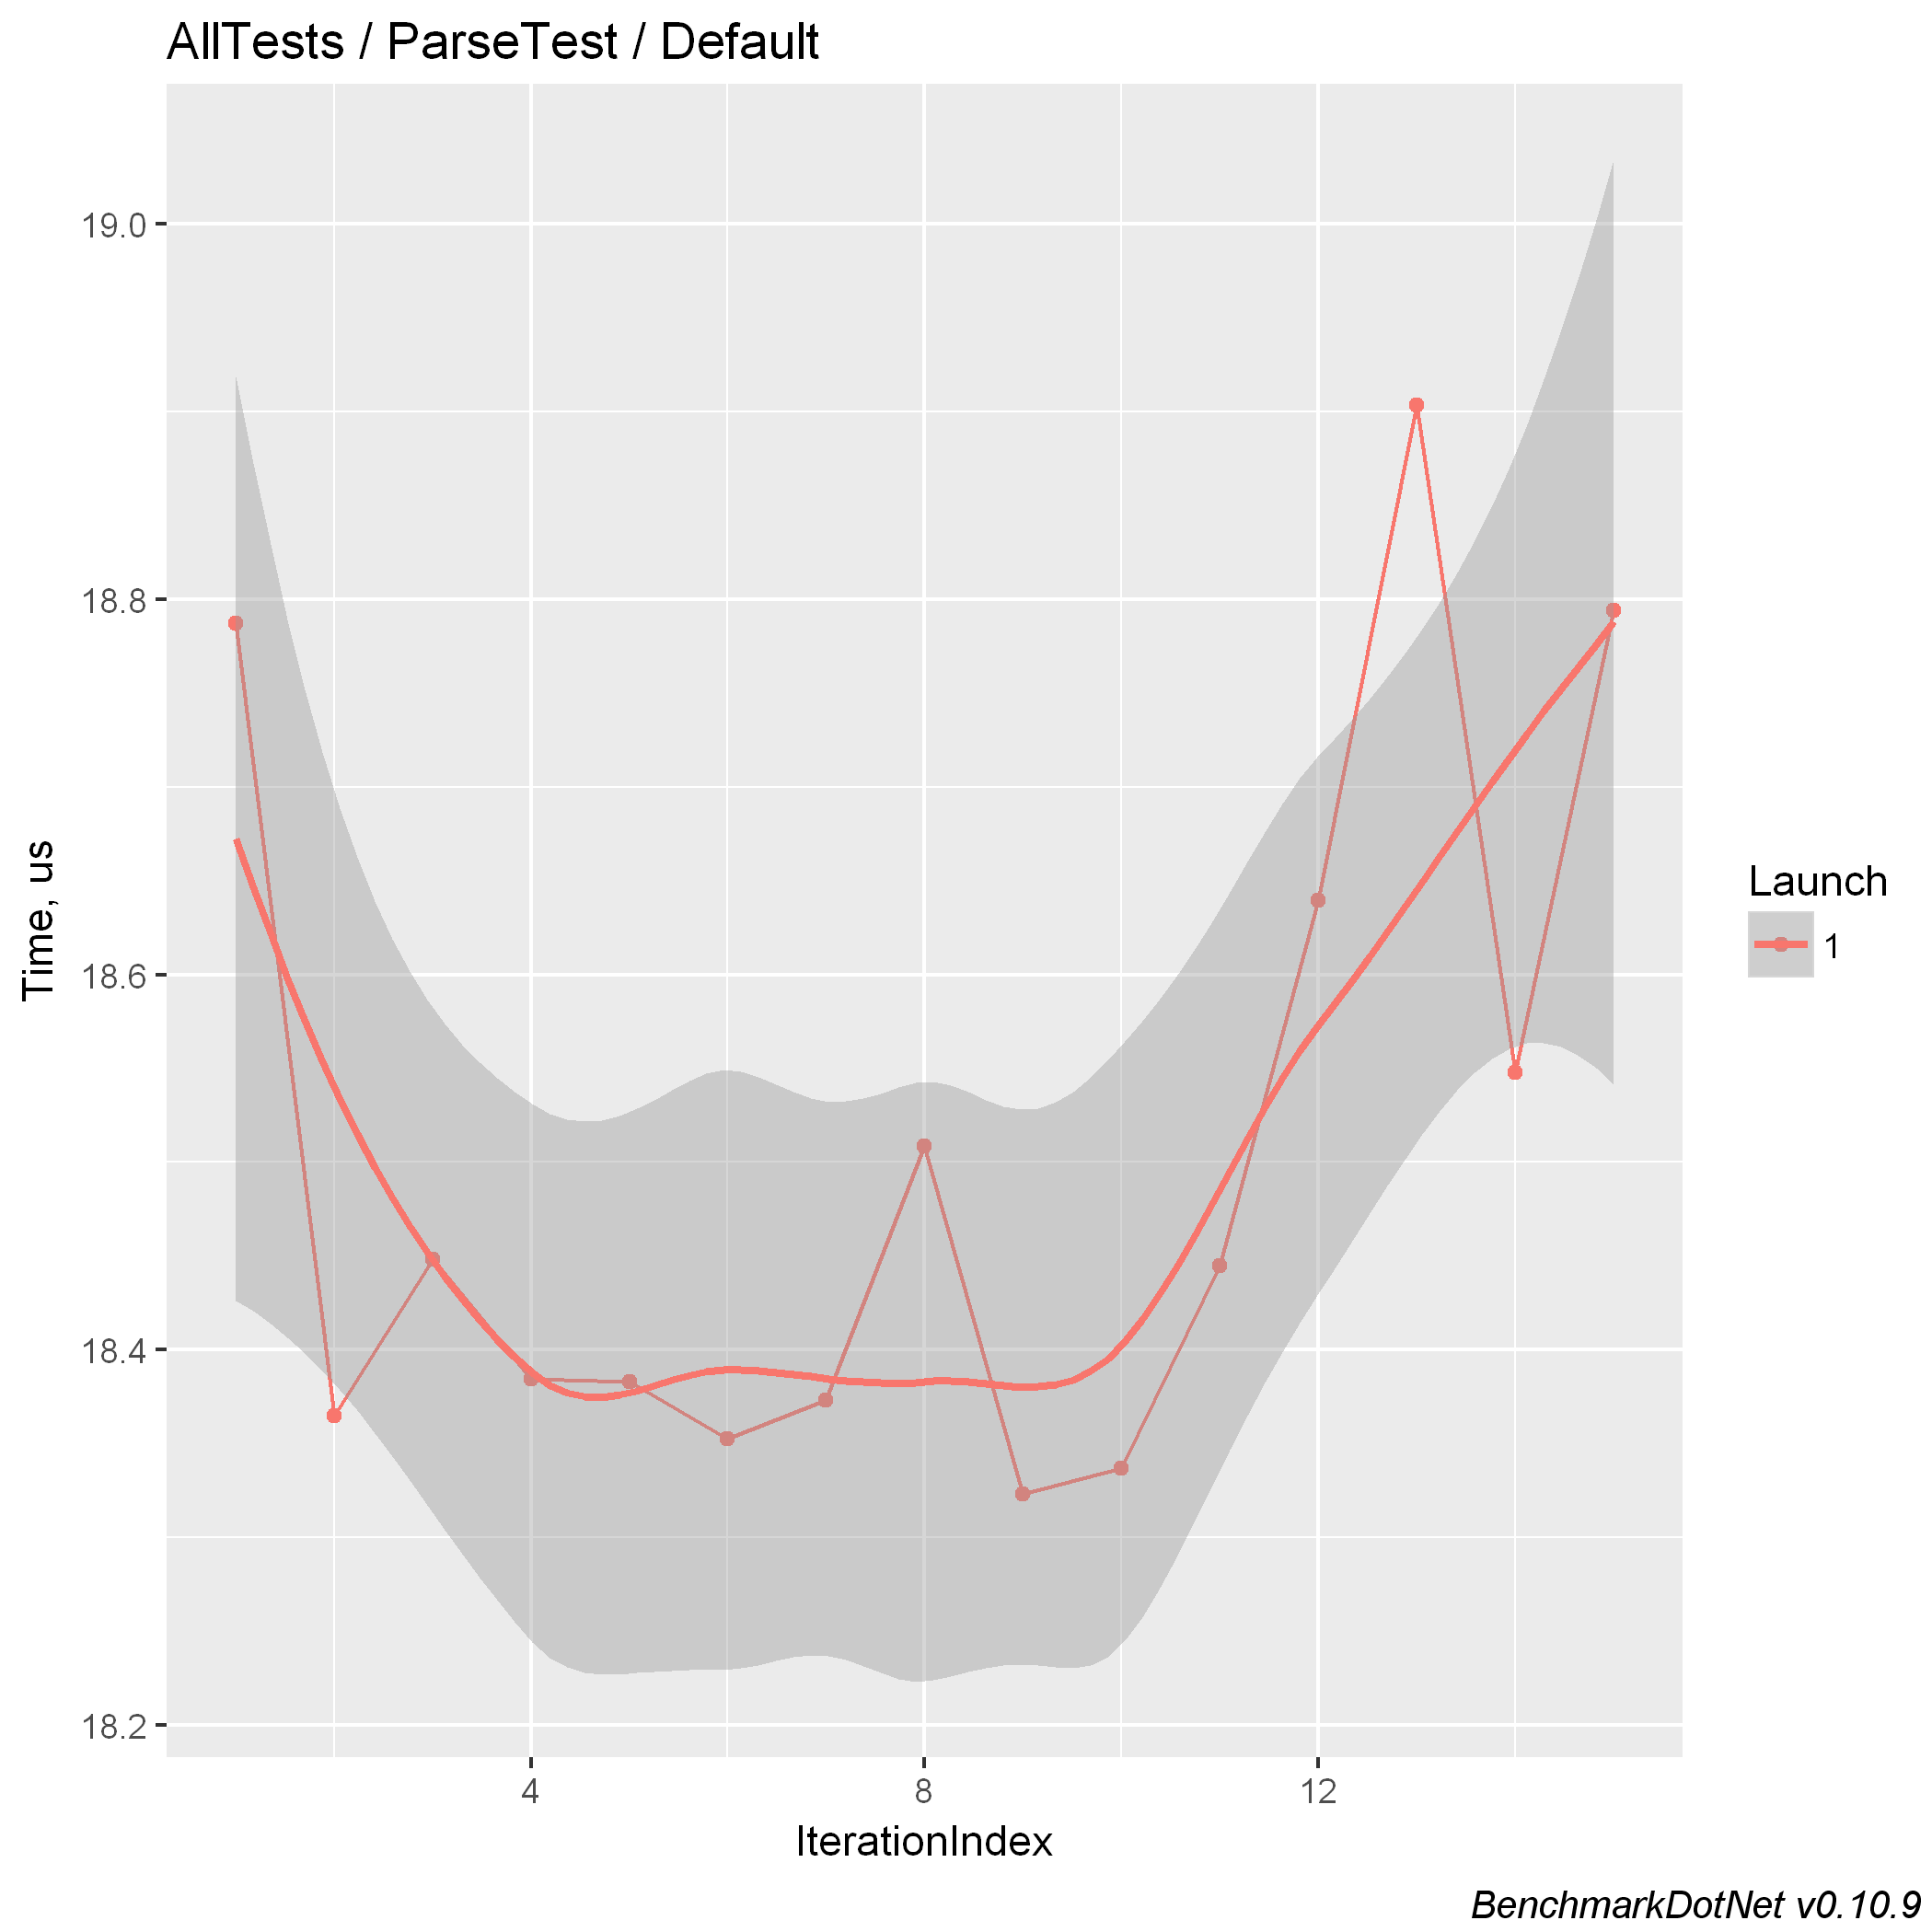 AllTests / ParseTest / Default
19.0
18.8
18.6
18.4
18.2
Time, us
4
8
12
IterationIndex
Launch
1
BenchmarkDotNet v0.10.9